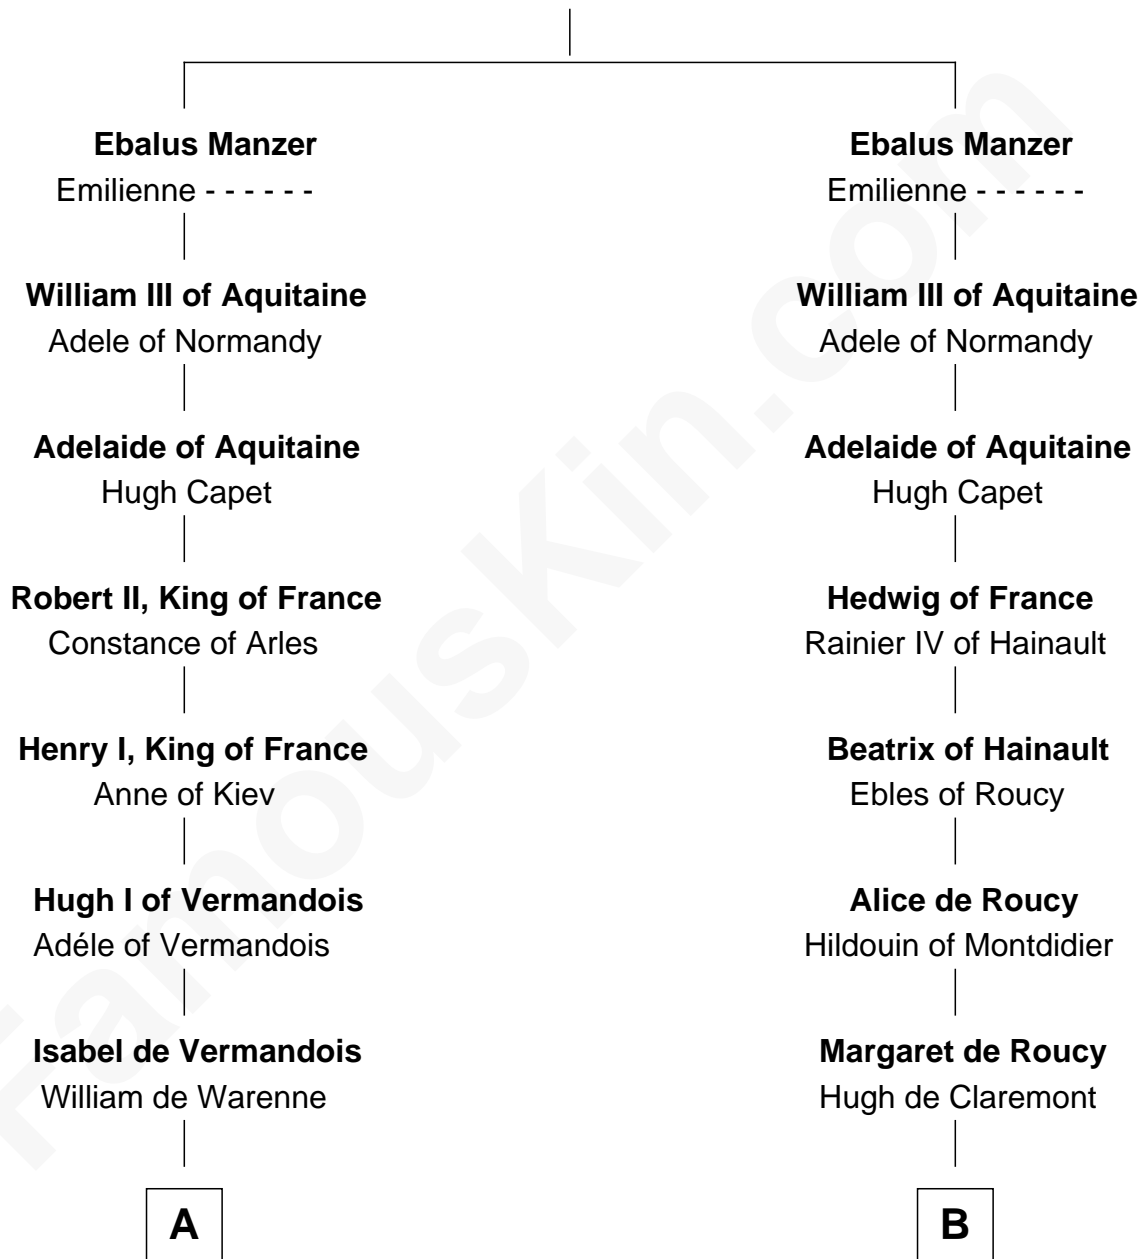 Ebalus Manzer
Emilienne - - - - - -
William III of Aquitaine
Adele of Normandy
Adelaide of Aquitaine
Hugh Capet
Robert II, King of France
Constance of Arles
Henry I, King of France
Anne of Kiev
Hugh I of Vermandois
Adéle of Vermandois
Isabel de Vermandois
William de Warenne
A
Ebalus Manzer
Emilienne - - - - - -
William III of Aquitaine
Adele of Normandy
Adelaide of Aquitaine
Hugh Capet
Hedwig of France
Rainier IV of Hainault
Beatrix of Hainault
Ebles of Roucy
Alice de Roucy
Hildouin of Montdidier
Margaret de Roucy
Hugh de Claremont
B
FamousKin.com